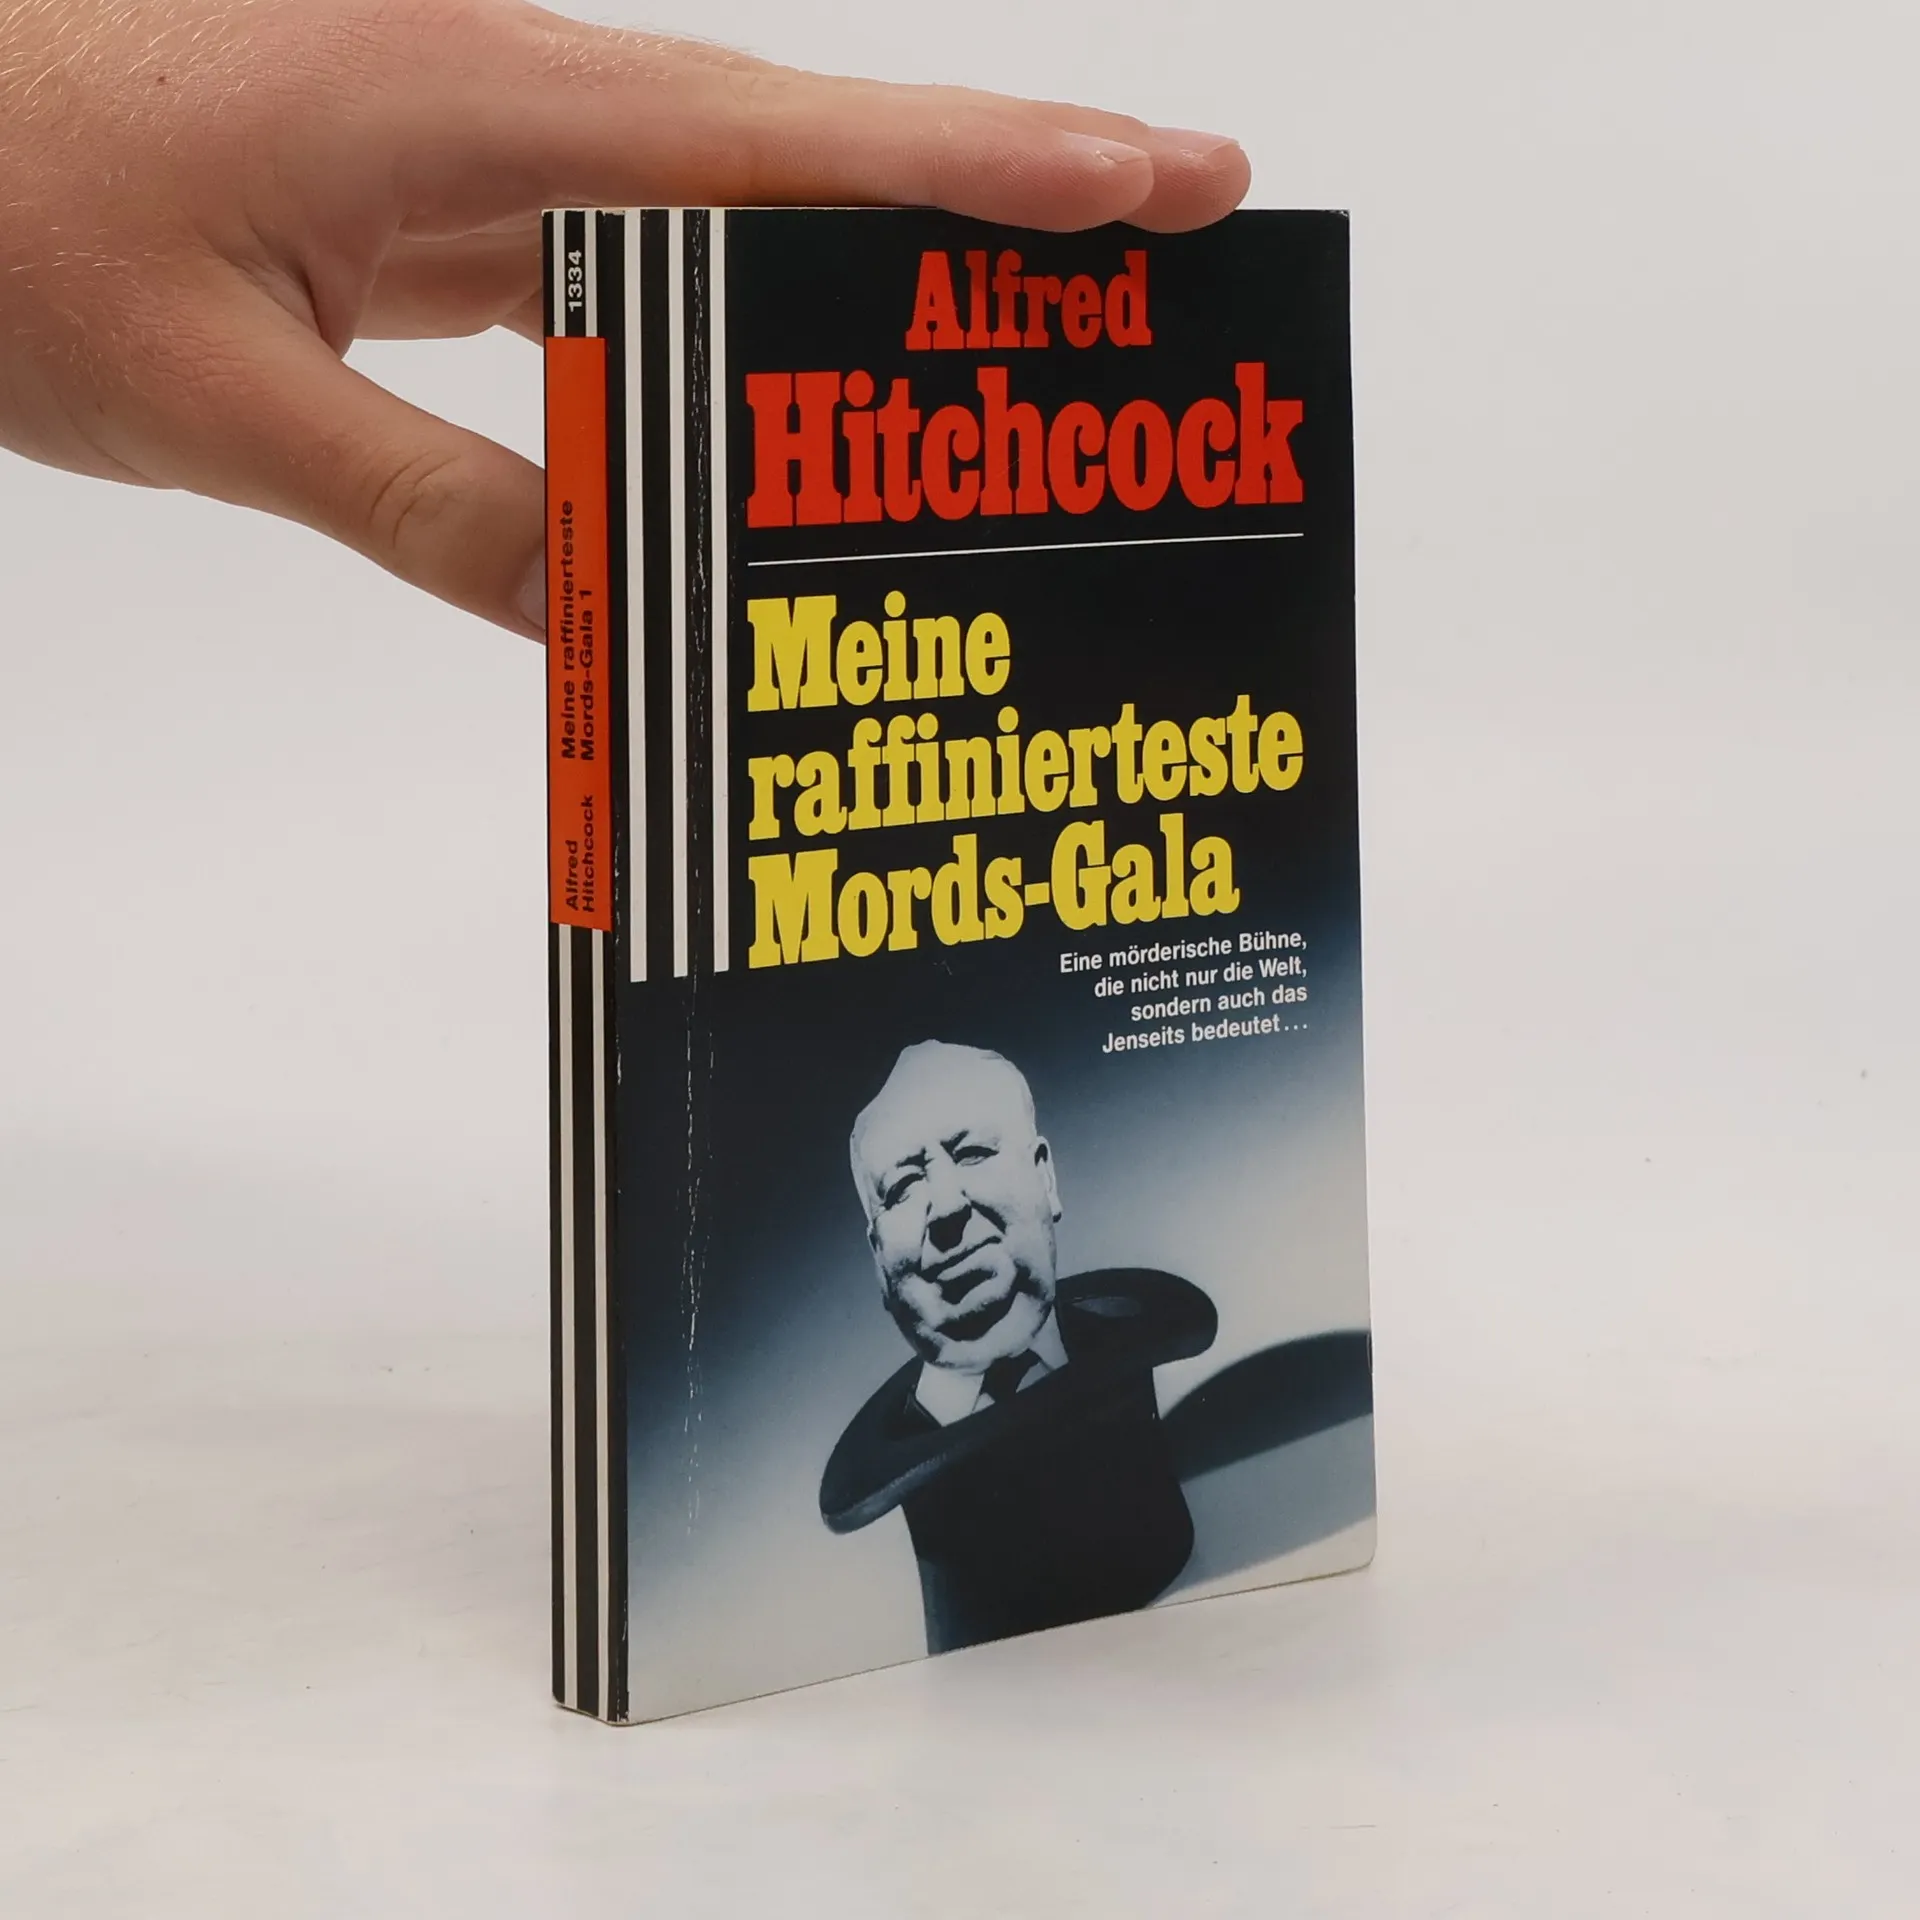 1334
Alfred
Hitchcock
Meine raffinierteste
Mords-Gala 1
Alfred
Hitchcock
Meine
raffinierteste
Mords-Gala
Eine mörderische Bühne,
die nicht nur die Welt,
sondern auch das
Jenseits bedeutet...